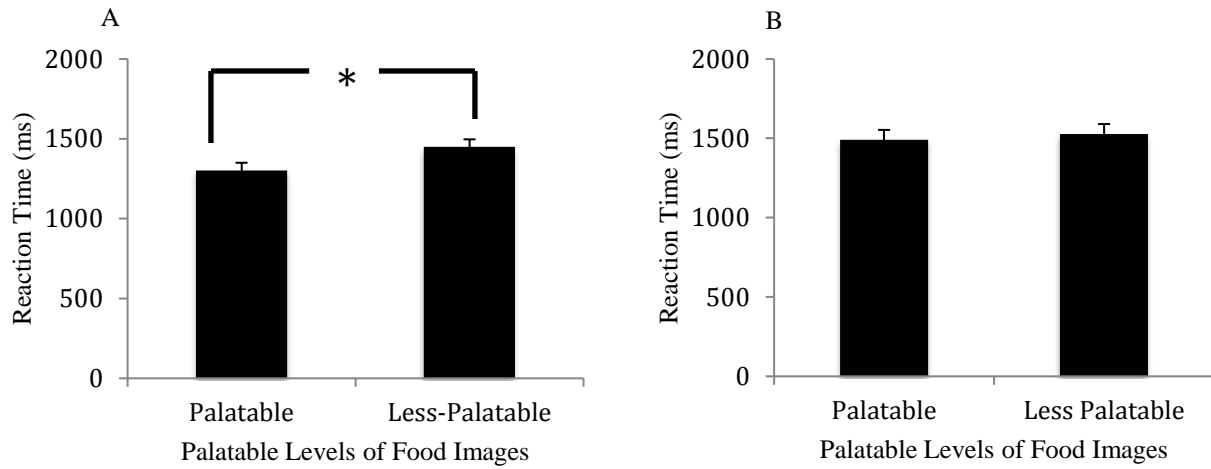 A
2000
1500
1000
500
0
Reaction Time (ms)
*
Palatable Less-Palatable
Palatable Levels of Food Images
B
2000
1500
1000
500
0
Reaction Time (ms)
Palatable Less Palatable
Palatable Levels of Food Images